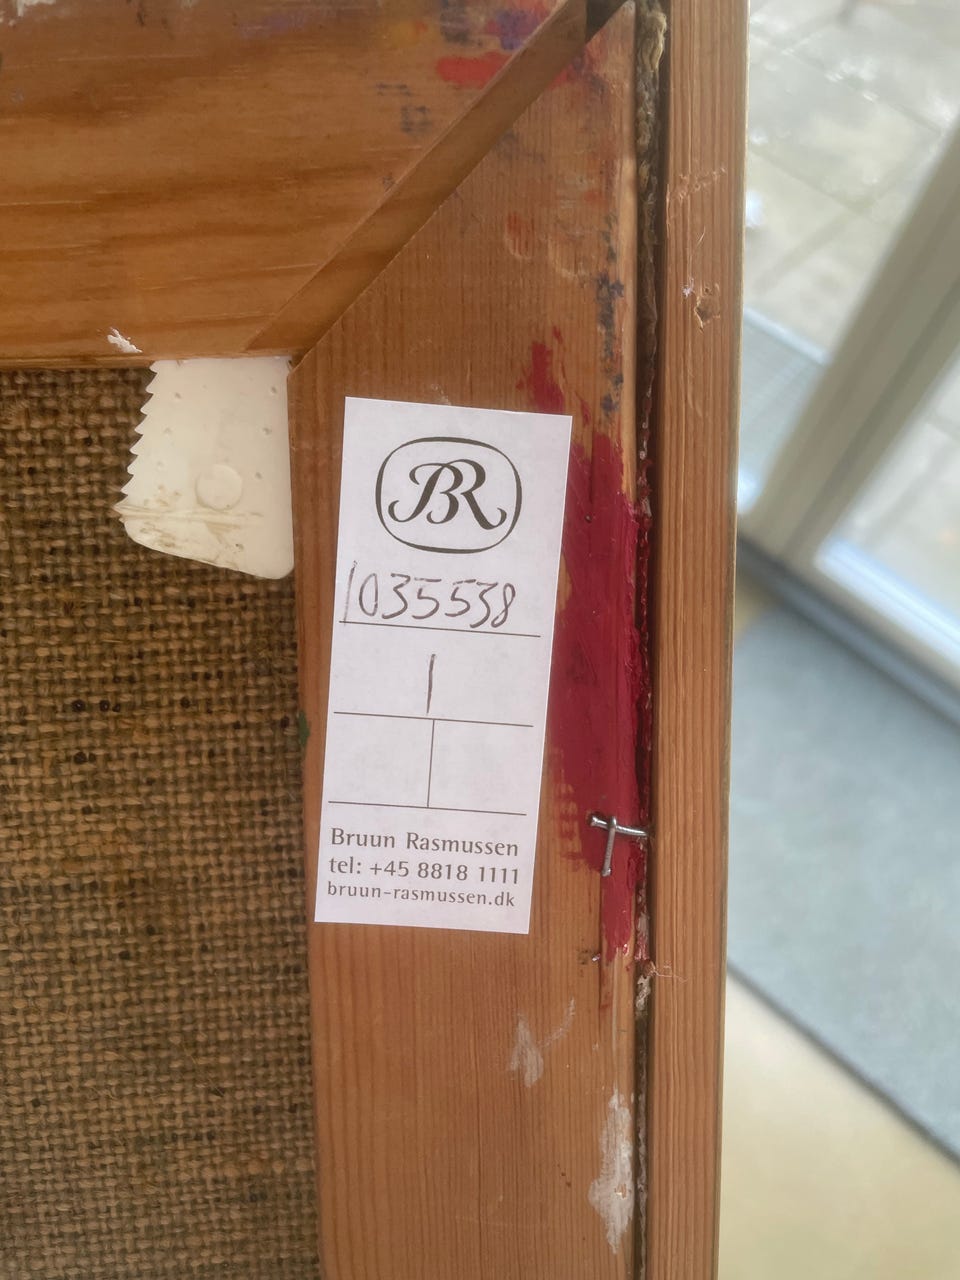 BR
1035538
1
Bruun Rasmussen
tel: +45 8818 1111
bruun-rasmussen.dk